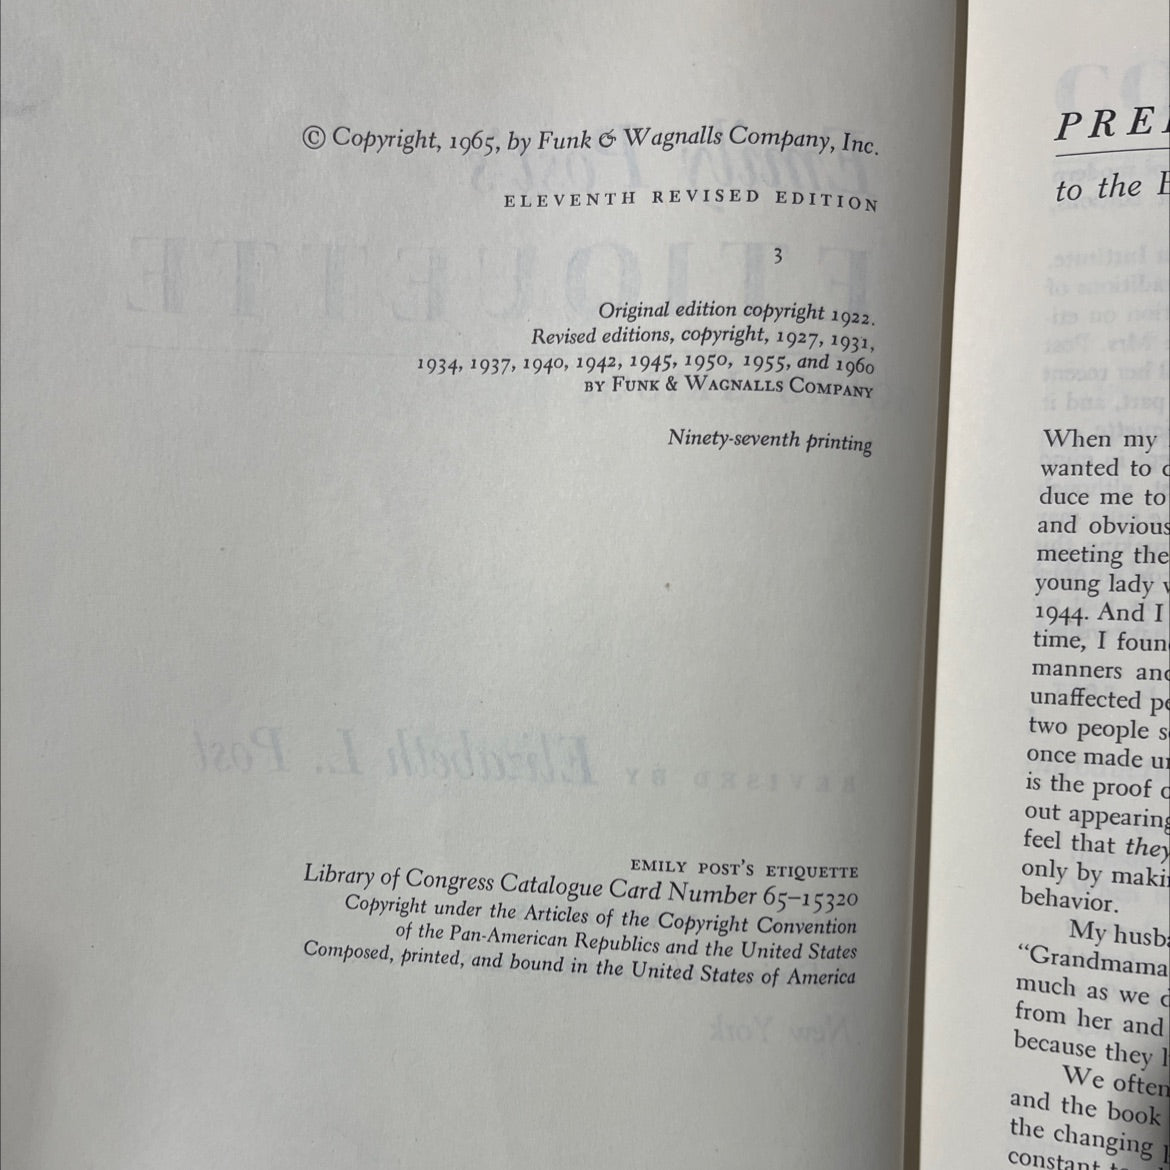 © Copyright, 1965, by Funk & Wagnalls Company, Inc.
ELEVENTH REVISED EDITION
3
Original edition copyright 1922.
Revised editions, copyright, 1927, 1931,
1934, 1937, 1940, 1942, 1945, 1950, 1955, and 1960
BY FUNK & WAGNALLS COMPANY
Ninety-seventh printing
EMILY POST'S ETIQUETTE
Library of Congress Catalogue Card Number 65–15320
Copyright under the Articles of the Copyright Convention
of the Pan-American Republics and the United States
Composed, printed, and bound in the United States of America
to the
When my
wanted to
duce me to
and obvious
meeting the
young lady
1944. And I
time, I
manners
unaffected
two people
once made
is the proof
out appearing
feel that they
only by
behavior.
My
"Grandmama
much as we
from her and
because they
We often
and the book
the changing
constant